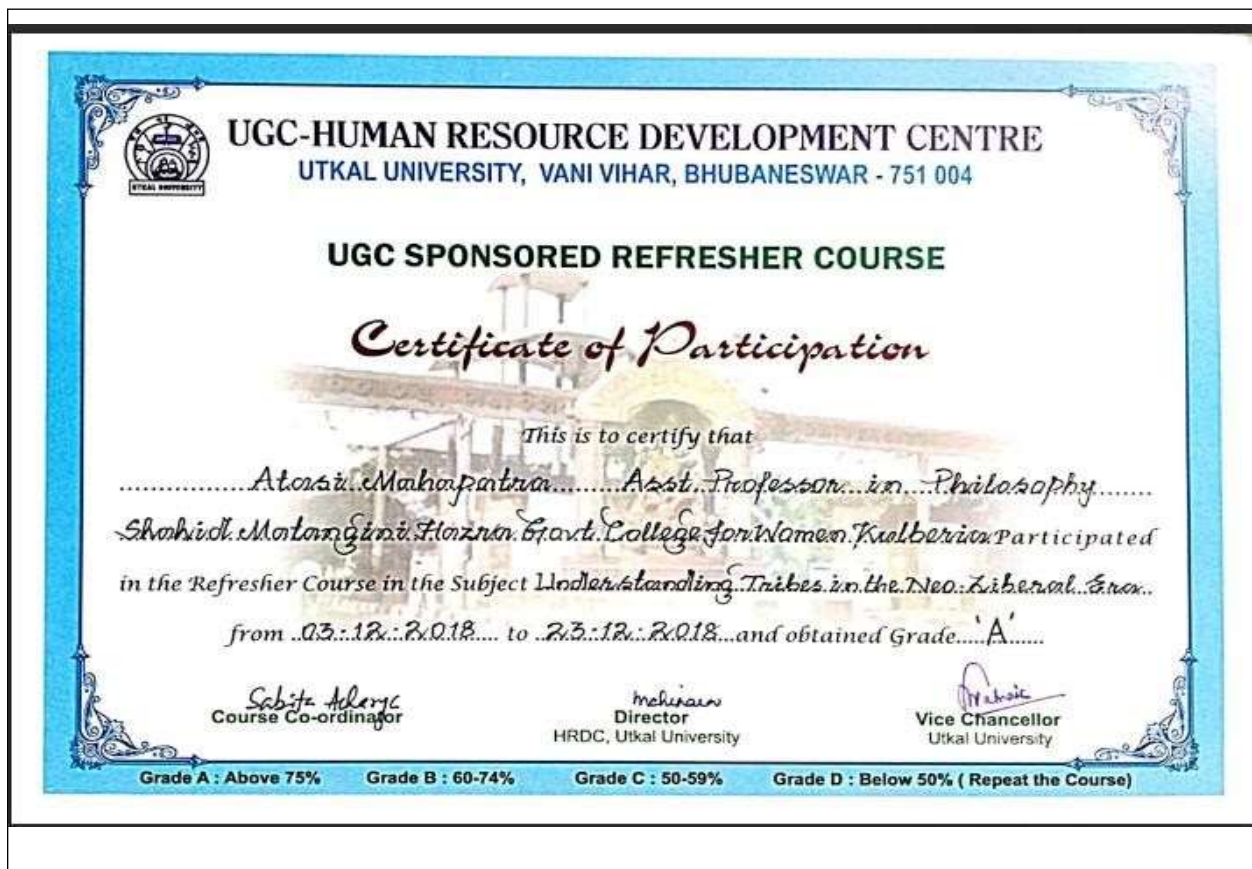 UGC-HUMAN RESOURCE DEVELOPMENT CENTRE
UTKAL UNIVERSITY
UTKAL UNIVERSITY, VANI VIHAR, BHUBANESWAR - 751 004
UGC SPONSORED REFRESHER COURSE
Certificate of Participation
This is to certify that
Atasi Mahapatra Asst. Professor in Philosophy
Shahid Matangini Hazra Govt. College for Women Kulberia Participated
in the Refresher Course in the Subject Understanding Tribes in the Neo-Liberal Era
from 03-12-2018 to 23-12-2018 and obtained Grade 'A'
Sabita Acharya
Course Co-ordinator
Director
HRDC, Utkal University
Vice Chancellor
Utkal University
Grade A : Above 75% Grade B : 60-74% Grade C : 50-59% Grade D : Below 50% ( Repeat the Course)